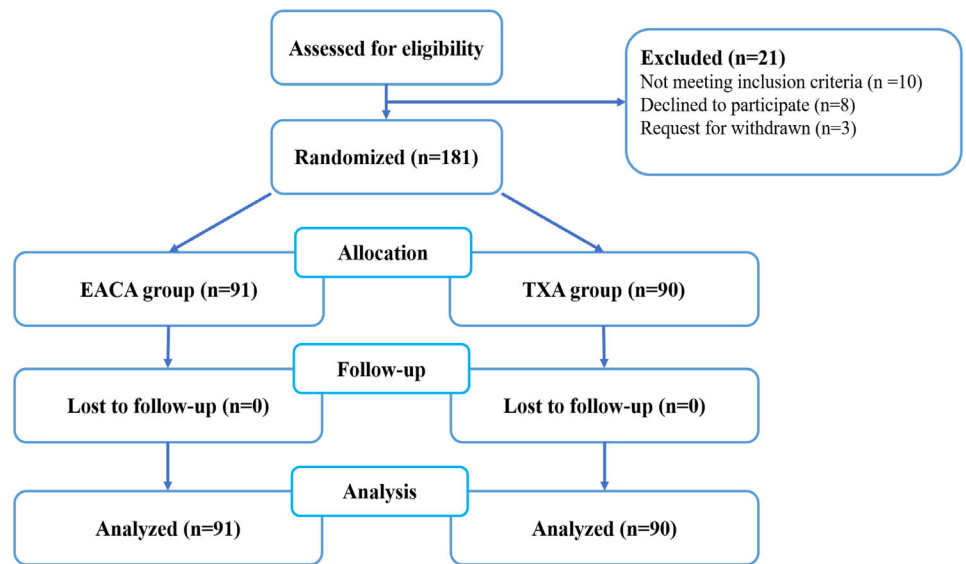 Assessed for eligibility
Excluded (n=21)
Not meeting inclusion criteria (n =10)
Declined to participate (n=8)
Request for withdrawn (n=3)
Randomized (n=181)
Allocation
EACA group (n=91)
TXA group (n=90)
Follow-up
Lost to follow-up (n=0)
Lost to follow-up (n=0)
Analysis
Analyzed (n=91)
Analyzed (n=90)